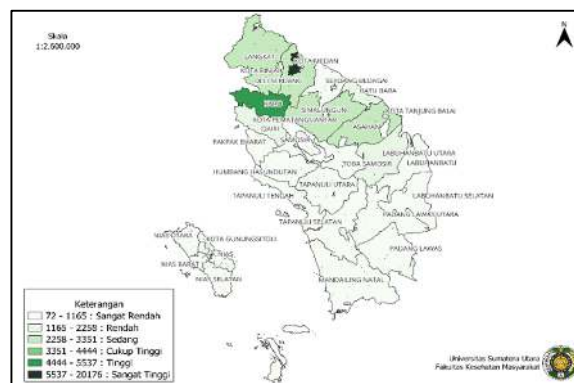 Skala
1:2.600.000
N
LANGKAT
KOTA MEDAN
KOTA BINJAI
DELI SERDANG
SERDANG BEDAGAI
BATU BARA
KARO
SIMALUNGUN
KOTA TANJUNG BALAI
KOTA PEMATANGSIANTAR
ASAHAN
DAIRI
SAMOSIR
LABUHANBATU UTARA
PAKPAK BHARAT
TOBA SAMOSIR
LABUHANBATU
HUMBANG HASUNDUTAN
TAPANULI UTARA
TAPANULI TENGAH
LABUHANBATU SELATAN
PADANG LAWAS UTARA
TAPANULI SELATAN
NIAS UTARA
KOTA GUNUNGSITOLI
NIAS
PADANG LAWAS
NIAS BARAT
NIAS SELATAN
MANDAILING NATAL
Keterangan
72 - 1165 : Sangat Rendah
1165 - 2258 : Rendah
2258 - 3351 : Sedang
3351 - 4444 : Cukup Tinggi
4444 - 5537 : Tinggi
5537 - 20176 : Sangat Tinggi
Universitas Sumatera Utara
Fakultas Kesehatan Masyarakat